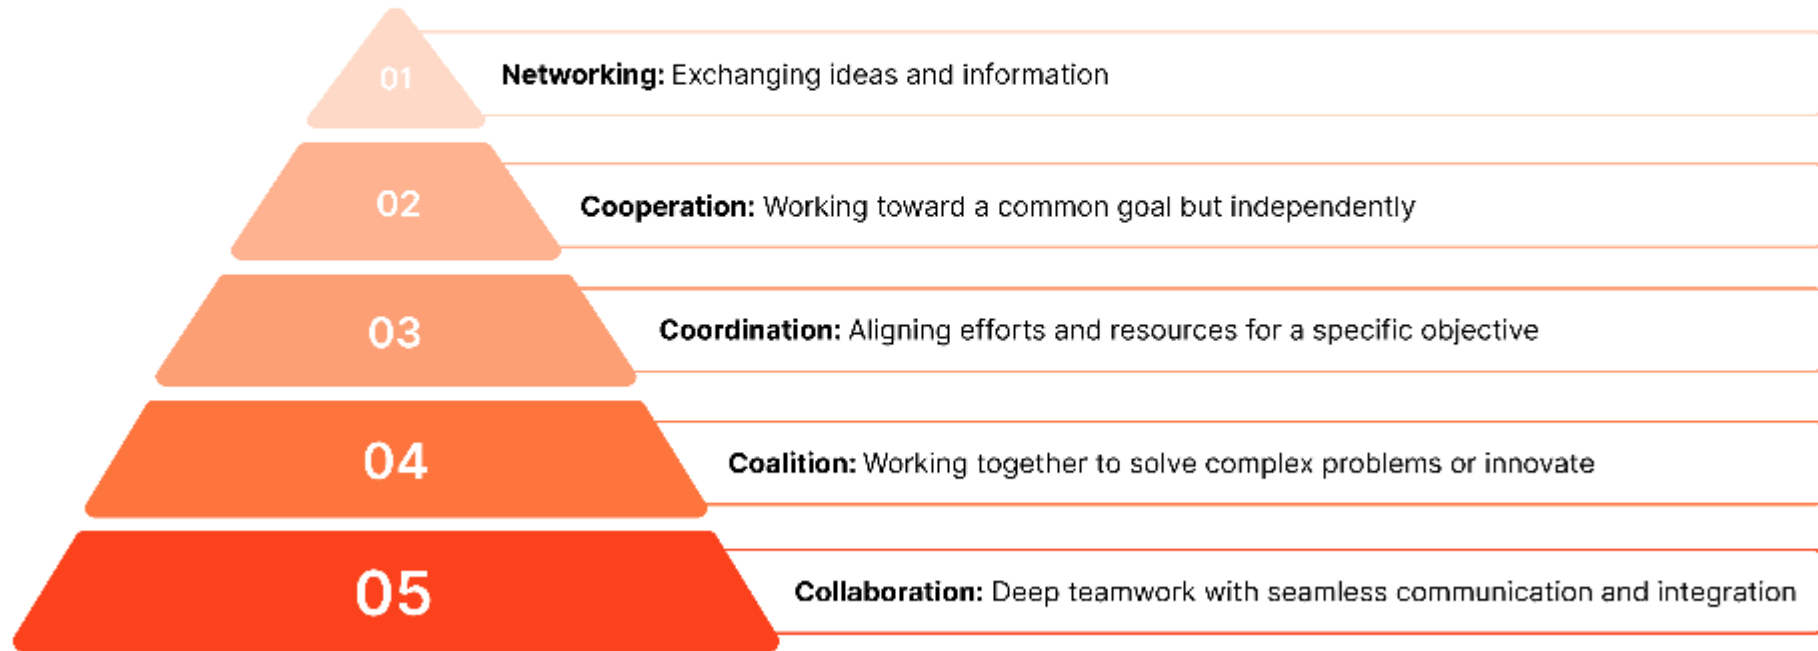 01
Networking: Exchanging ideas and information
02
Cooperation: Working toward a common goal but independently
03
Coordination: Aligning efforts and resources for a specific objective
04
Coalition: Working together to solve complex problems or innovate
05
Collaboration: Deep teamwork with seamless communication and integration